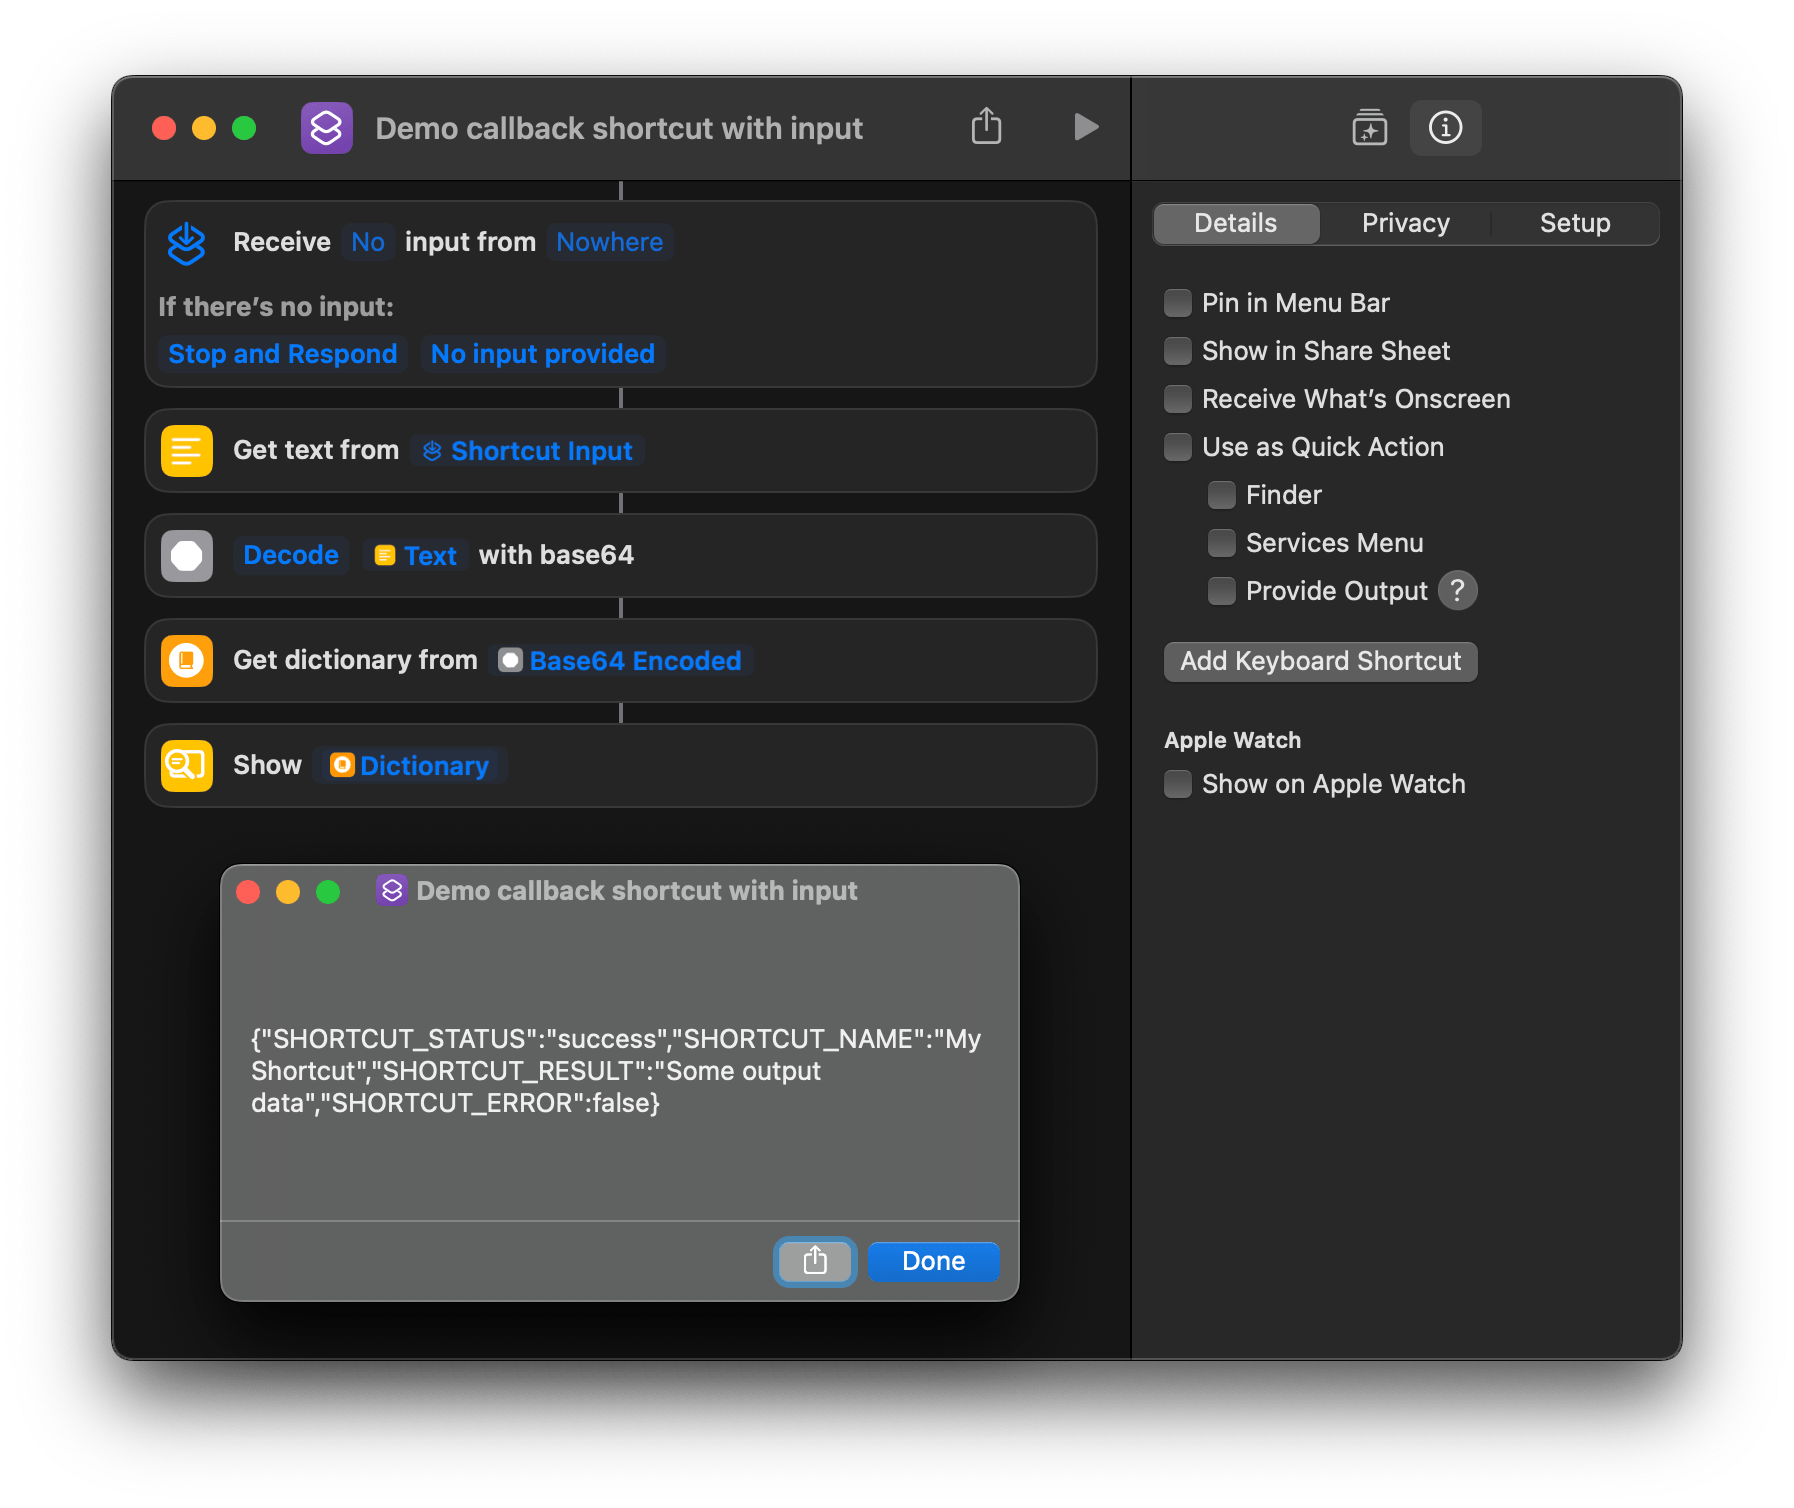 Demo callback shortcut with input
Receive No input from Nowhere
If there’s no input:
Stop and Respond No input provided
Get text from Shortcut Input
Decode Text with base64
Get dictionary from Base64 Encoded
Show Dictionary
Demo callback shortcut with input
{"SHORTCUT_STATUS":"success","SHORTCUT_NAME":"My
Shortcut","SHORTCUT_RESULT":"Some output
data","SHORTCUT_ERROR":false}
Done
Details Privacy Setup
Pin in Menu Bar
Show in Share Sheet
Receive What’s Onscreen
Use as Quick Action
Finder
Services Menu
Provide Output ?
Add Keyboard Shortcut
Apple Watch
Show on Apple Watch